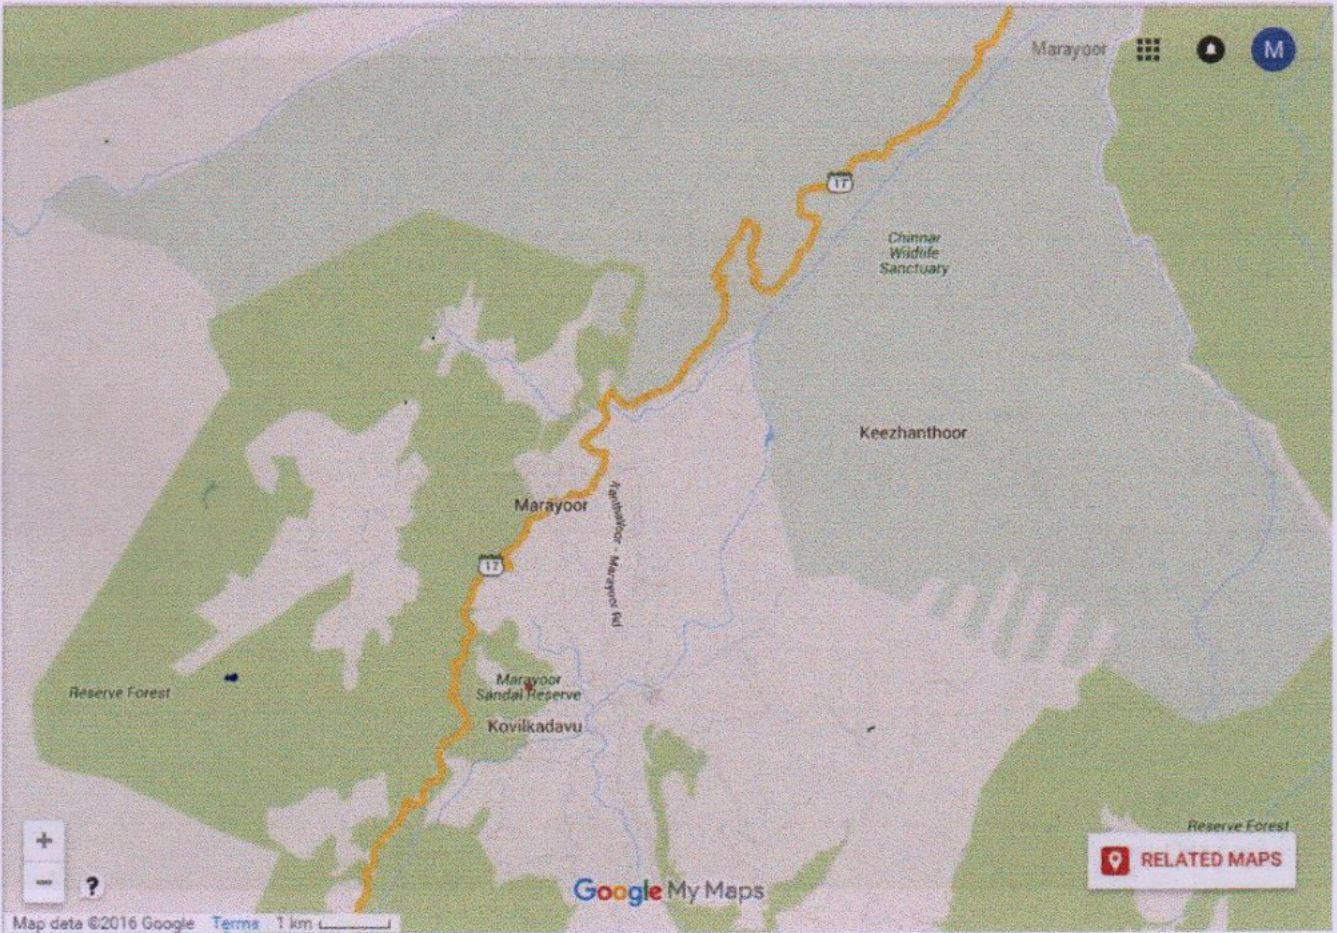 Marayoor
M
17
Chinnar
Wildlife
Sanctuary
Keezhanthoor
Marayoor
17
Kanthalloor - Marayoor Rd
Marayoor
Sandal Reserve
Reserve Forest
Kovilkadavu
Reserve Forest
RELATED MAPS
+
−
?
Google My Maps
Map data ©2016 Google Terms 1 km